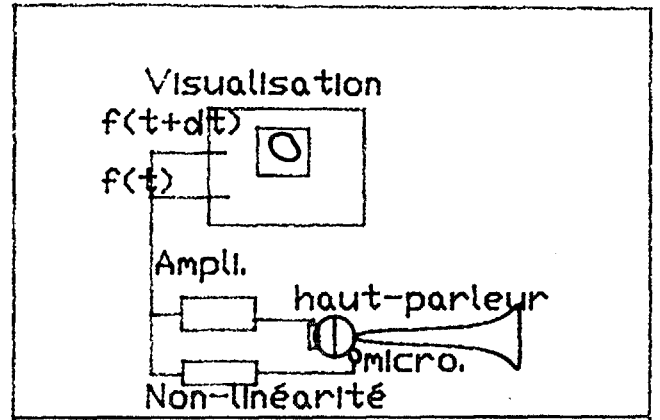 Visualisation
f(t+dt)
f(t)
Ampli.
haut-parleur
micro.
Non-linéarité